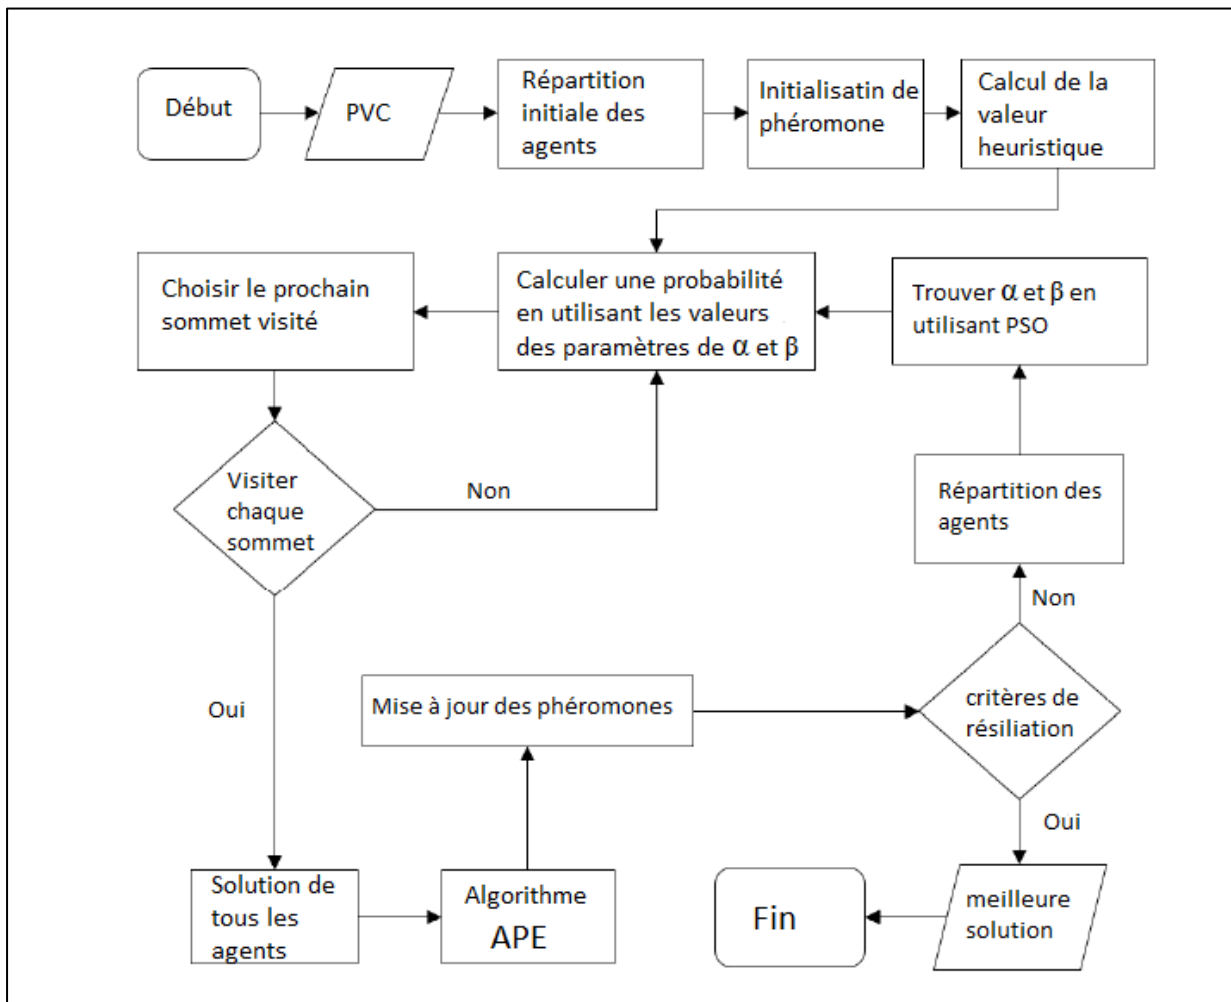 Début
PVC
Répartition
initiale des
agents
Initialisatin de
phéromone
Calcul de la
valeur
heuristique
Choisir le prochain
sommet visité
Calculer une probabilité
en utilisant les valeurs
des paramètres de α et β
Trouver α et β en
utilisant PSO
Visiter
chaque
sommet
Non
Répartition des
agents
Non
Oui
Mise à jour des phéromones
critères de
résiliation
Oui
Solution de
tous les
agents
Algorithme
APE
Fin
meilleure
solution